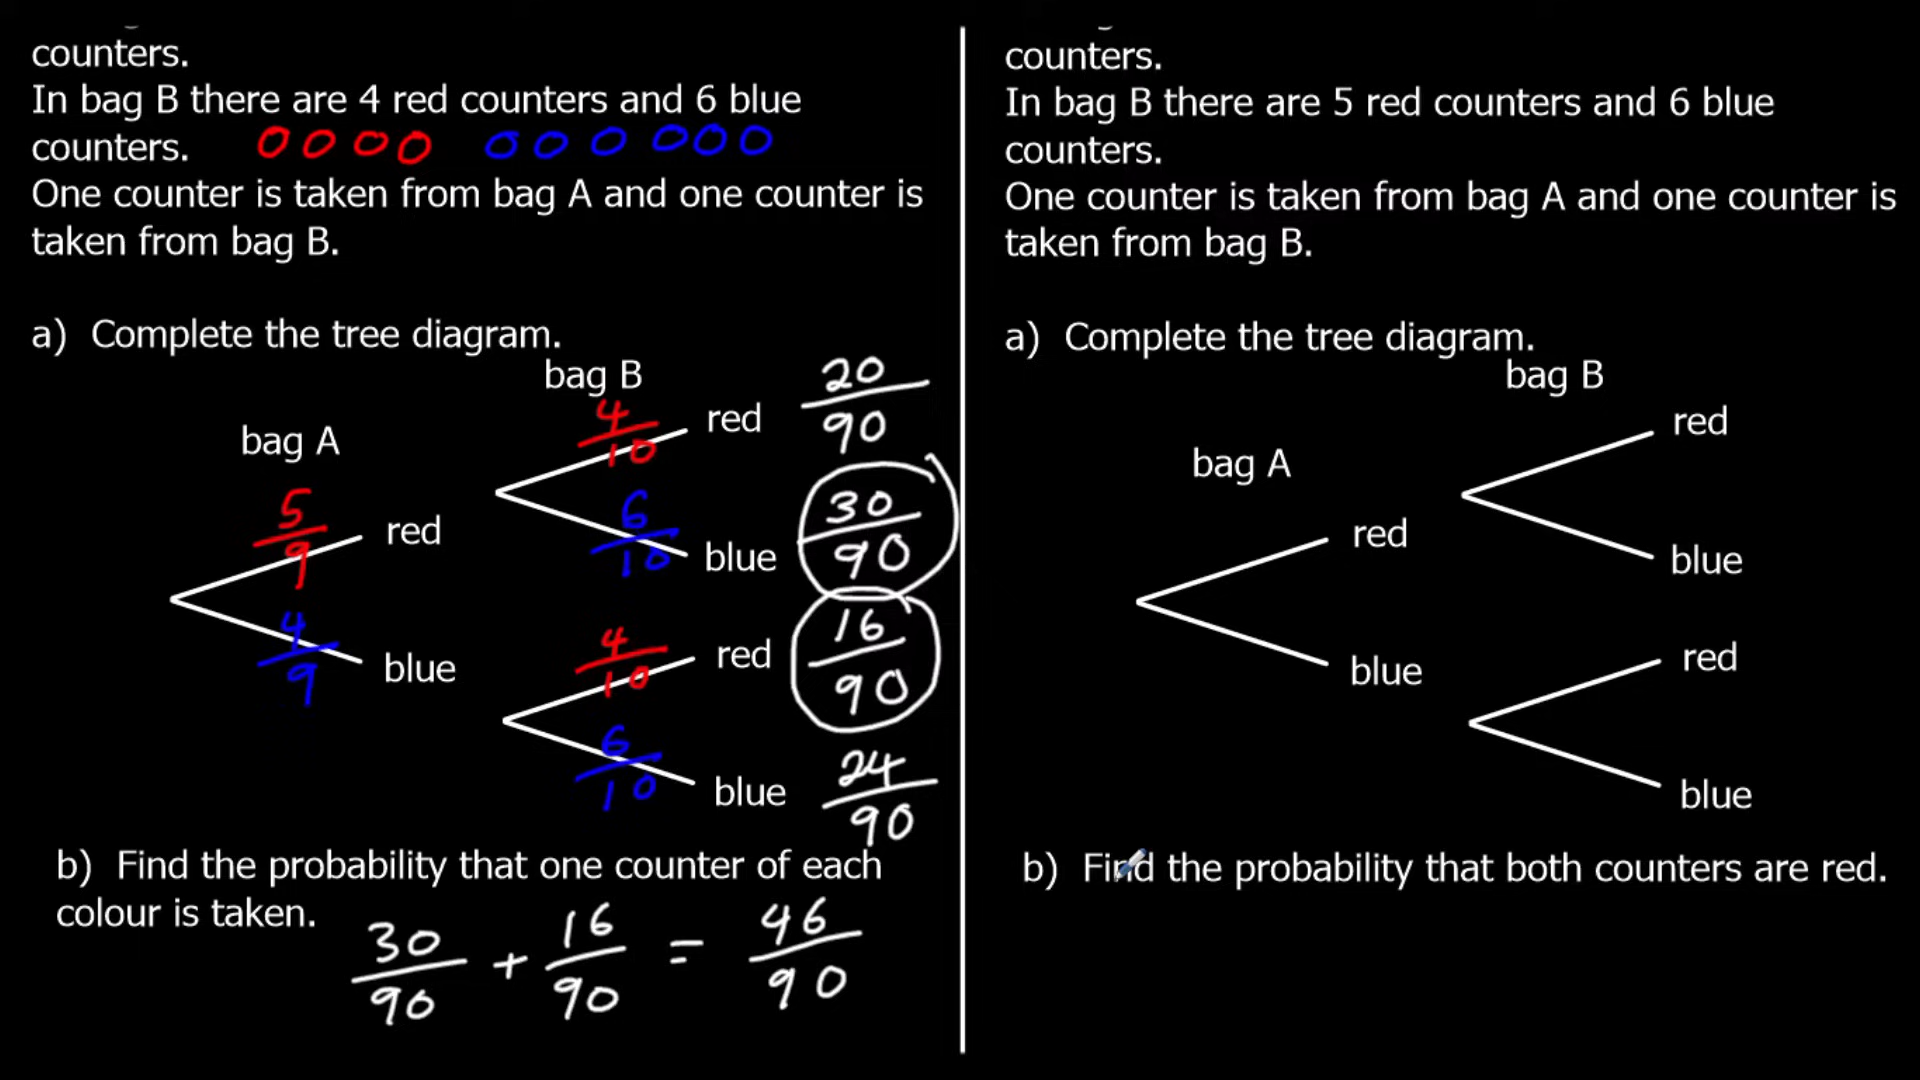 counters.
In bag B there are 4 red counters and 6 blue
counters.
One counter is taken from bag A and one counter is
taken from bag B.
a) Complete the tree diagram.
bag B
bag A
4/10
red
20/90
5/9
red
6/10
blue
30/90
4/9
blue
4/10
red
16/90
6/10
blue
24/90
b) Find the probability that one counter of each
colour is taken.
30/90 + 16/90 = 46/90
counters.
In bag B there are 5 red counters and 6 blue
counters.
One counter is taken from bag A and one counter is
taken from bag B.
a) Complete the tree diagram.
bag B
bag A
red
red
blue
blue
red
blue
b) Find the probability that both counters are red.